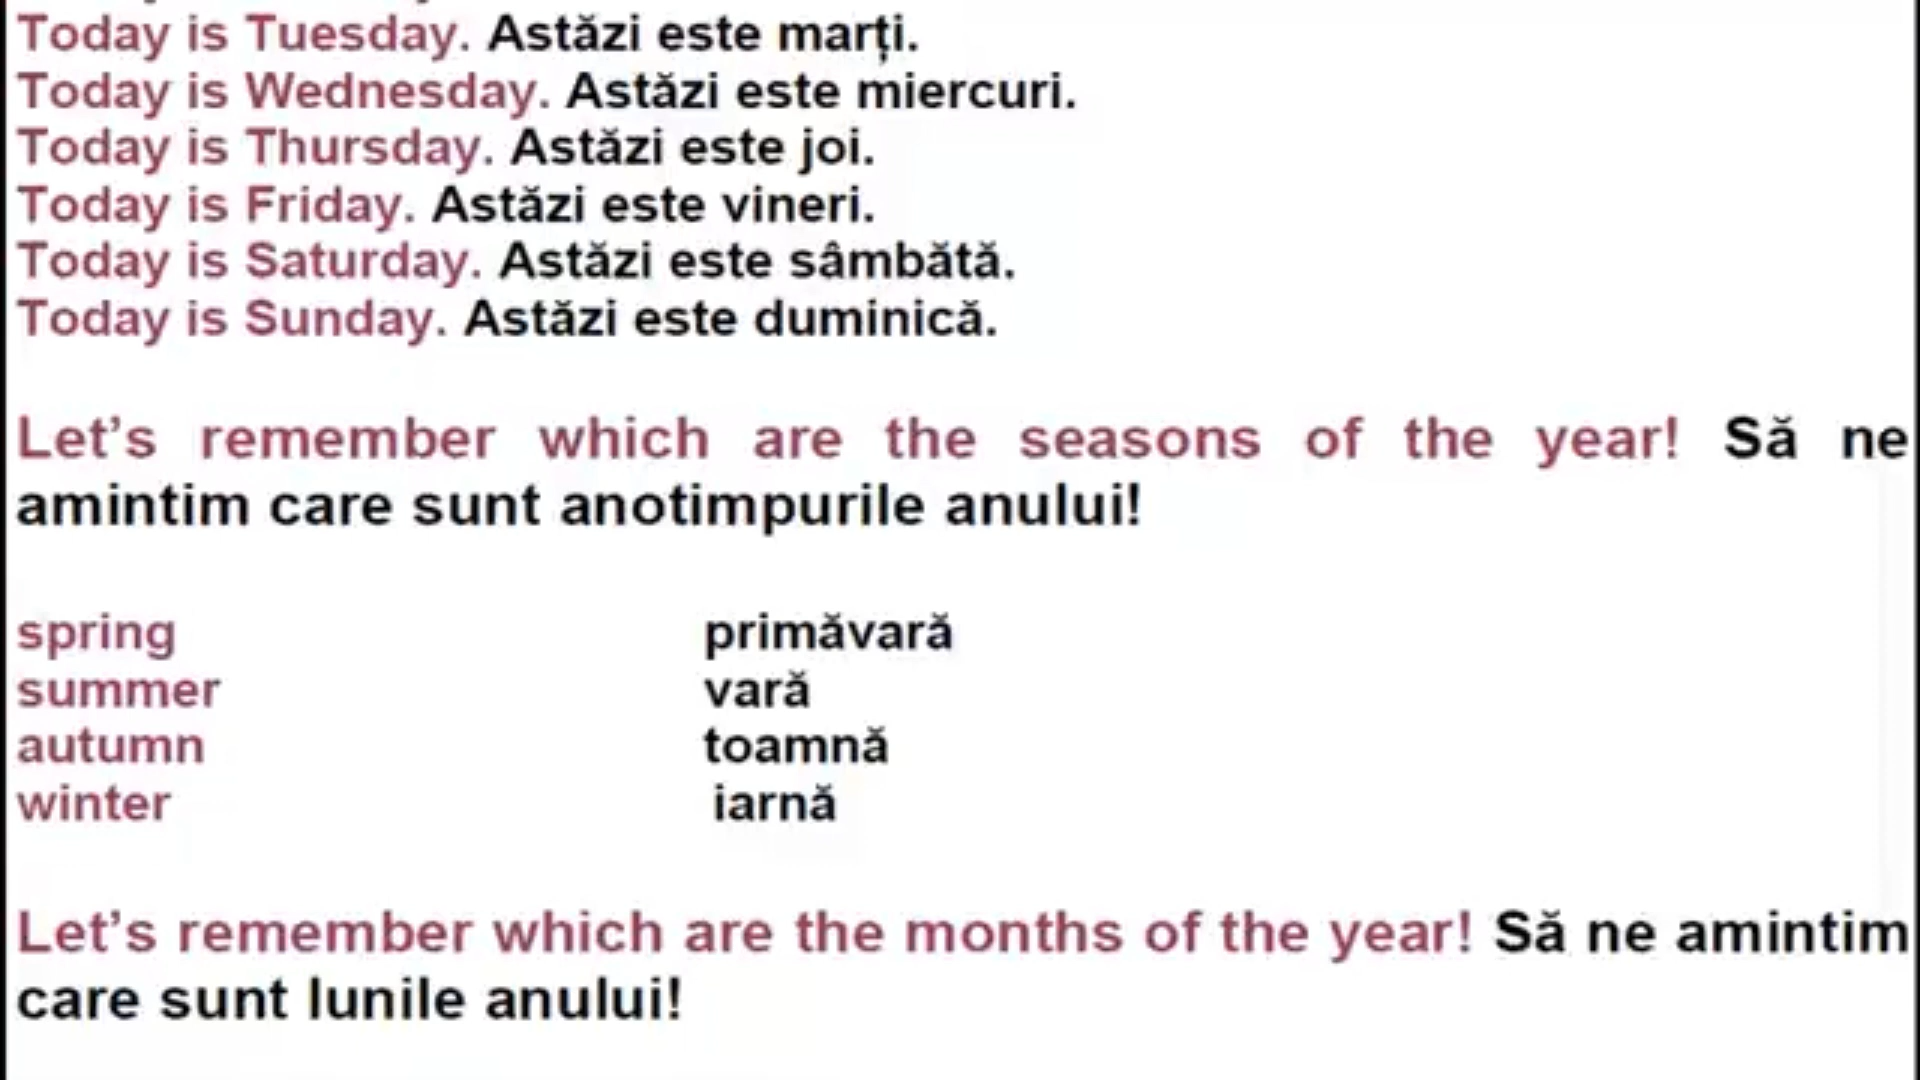 Today is Tuesday. Astăzi este marți.
Today is Wednesday. Astăzi este miercuri.
Today is Thursday. Astăzi este joi.
Today is Friday. Astăzi este vineri.
Today is Saturday. Astăzi este sâmbătă.
Today is Sunday. Astăzi este duminică.
Let’s remember which are the seasons of the year! Să ne
amintim care sunt anotimpurile anului!
spring primăvară
summer vară
autumn toamnă
winter iarnă
Let’s remember which are the months of the year! Să ne amintim
care sunt lunile anului!